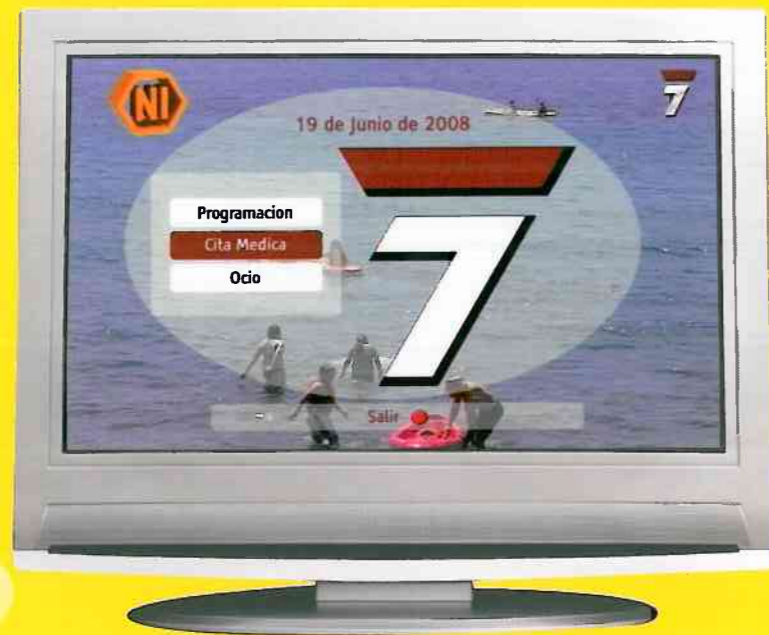 NI
7
19 de Junio de 2008
7
Programacion
Cita Medica
Ocio
Salir